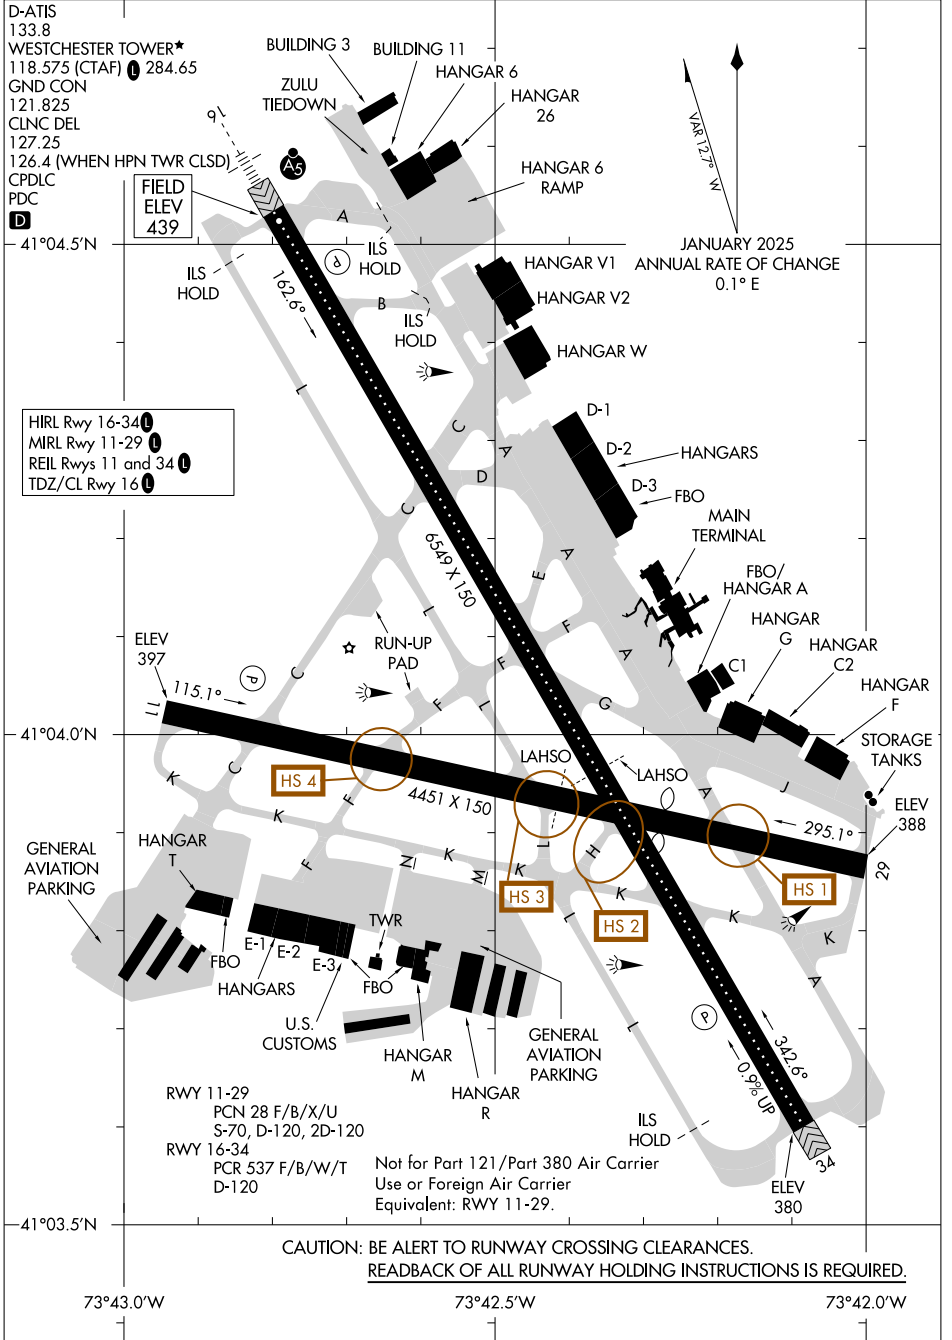 D-ATIS
133.8
WESTCHESTER TOWER★
118.575 (CTAF) L 284.65
GND CON
121.825
CLNC DEL
127.25
126.4 (WHEN HPN TWR CLSD)
CPDLC
PDC
D
16
A5
FIELD
ELEV
439
BUILDING 3
BUILDING 11
ZULU
TIEDOWN
HANGAR 6
HANGAR
26
HANGAR 6
RAMP
VAR 12.7° W
JANUARY 2025
ANNUAL RATE OF CHANGE
0.1° E
41°04.5'N
ILS
HOLD
A
P
ILS
HOLD
162.6°
B
ILS
HOLD
HANGAR V1
HANGAR V2
HANGAR W
L
HIRL Rwy 16-34 L
MIRL Rwy 11-29 L
REIL Rwys 11 and 34 L
TDZ/CL Rwy 16 L
C
A
D
C
D-1
D-2
D-3
HANGARS
FBO
MAIN
TERMINAL
6549 X 150
A
E
FBO/
HANGAR A
L
F
HANGAR
G
ELEV
397
RUN-UP
PAD
A
C1
HANGAR
C2
P
C
F
HANGAR
F
115.1°
11
F
L
G
41°04.0'N
STORAGE
TANKS
LAHSO
LAHSO
K
C
HS 4
F
4451 X 150
A
J
ELEV
388
K
295.1°
HANGAR
T
L
H
29
GENERAL
AVIATION
PARKING
F
N
K
M
K
HS 3
K
HS 1
HS 2
K
K
L
TWR
E-1
E-2
E-3
FBO
HANGARS
FBO
A
U.S.
CUSTOMS
P
L
GENERAL
AVIATION
PARKING
HANGAR
M
HANGAR
R
342.6°
0.9% UP
RWY 11-29
PCN 28 F/B/X/U
S-70, D-120, 2D-120
RWY 16-34
PCR 537 F/B/W/T
D-120
ILS
HOLD
34
Not for Part 121/Part 380 Air Carrier
Use or Foreign Air Carrier
Equivalent: RWY 11-29.
ELEV
380
41°03.5'N
CAUTION: BE ALERT TO RUNWAY CROSSING CLEARANCES.
READBACK OF ALL RUNWAY HOLDING INSTRUCTIONS IS REQUIRED.
73°43.0'W
73°42.5'W
73°42.0'W